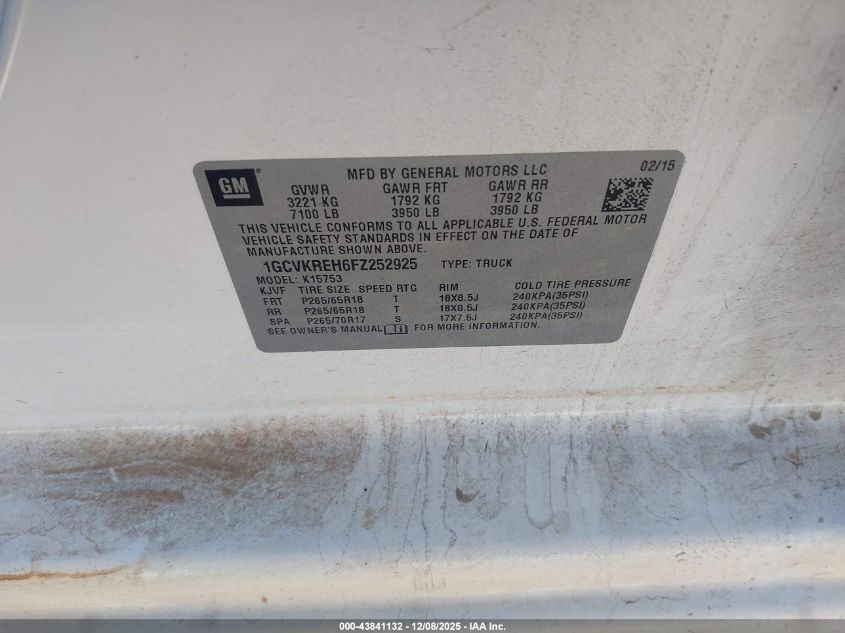 GM
MFD BY GENERAL MOTORS LLC
02/15
GVWR GAWR FRT GAWR RR
3221 KG 1792 KG 1792 KG
7100 LB 3950 LB 3950 LB
THIS VEHICLE CONFORMS TO ALL APPLICABLE U.S. FEDERAL MOTOR
VEHICLE SAFETY STANDARDS IN EFFECT ON THE DATE OF
MANUFACTURE SHOWN ABOVE.
1GCVKREH6FZ252925 TYPE: TRUCK
MODEL: K15753
KJVF TIRE SIZE SPEED RTG RIM COLD TIRE PRESSURE
FRT P265/65R18 T 18X8.5J 240KPA(35PSI)
RR P265/65R18 T 18X8.5J 240KPA(35PSI)
SPA P265/70R17 S 17X7.5J 240KPA(35PSI)
SEE OWNER'S MANUAL FOR MORE INFORMATION.
000-43841132 - 12/08/2025 - IAA Inc.